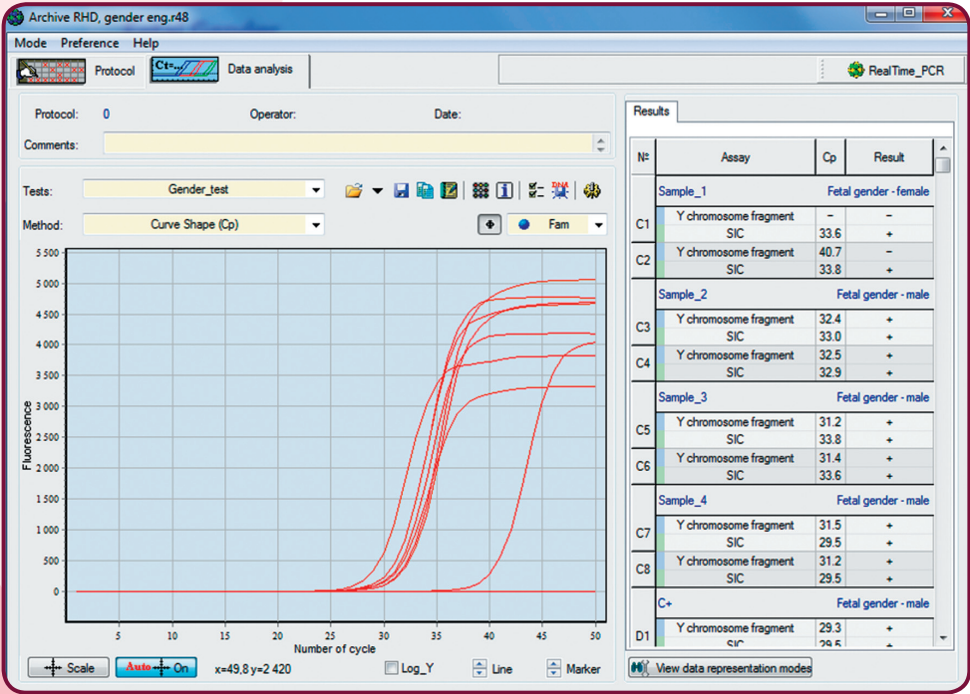 Archive RHD, gender eng.r48
Mode Preference Help
Protocol Ct=... Data analysis RealTime_PCR
Protocol: 0 Operator: Date:
Comments:
Tests: Gender_test
DNA
Method: Curve Shape (Cp) Fam
5 500
5 000
4 500
4 000
3 500
3 000
2 500
2 000
1 500
1 000
500
0
Fluorescence
5 10 15 20 25 30 35 40 45 50
Number of cycle
Scale Auto On x=49,8 y=2 420 Log_Y Line Marker
Results
Nº Assay Cp Result
Sample_1 Fetal gender - female
C1 Y chromosome fragment - -
SIC 33.6 +
C2 Y chromosome fragment 40.7 -
SIC 33.8 +
Sample_2 Fetal gender - male
C3 Y chromosome fragment 32.4 +
SIC 33.0 +
C4 Y chromosome fragment 32.5 +
SIC 32.9 +
Sample_3 Fetal gender - male
C5 Y chromosome fragment 31.2 +
SIC 33.8 +
C6 Y chromosome fragment 31.4 +
SIC 33.6 +
Sample_4 Fetal gender - male
C7 Y chromosome fragment 31.5 +
SIC 29.5 +
C8 Y chromosome fragment 31.2 +
SIC 29.5 +
C+ Fetal gender - male
D1 Y chromosome fragment 29.3 +
SIC 29.5 +
View data representation modes